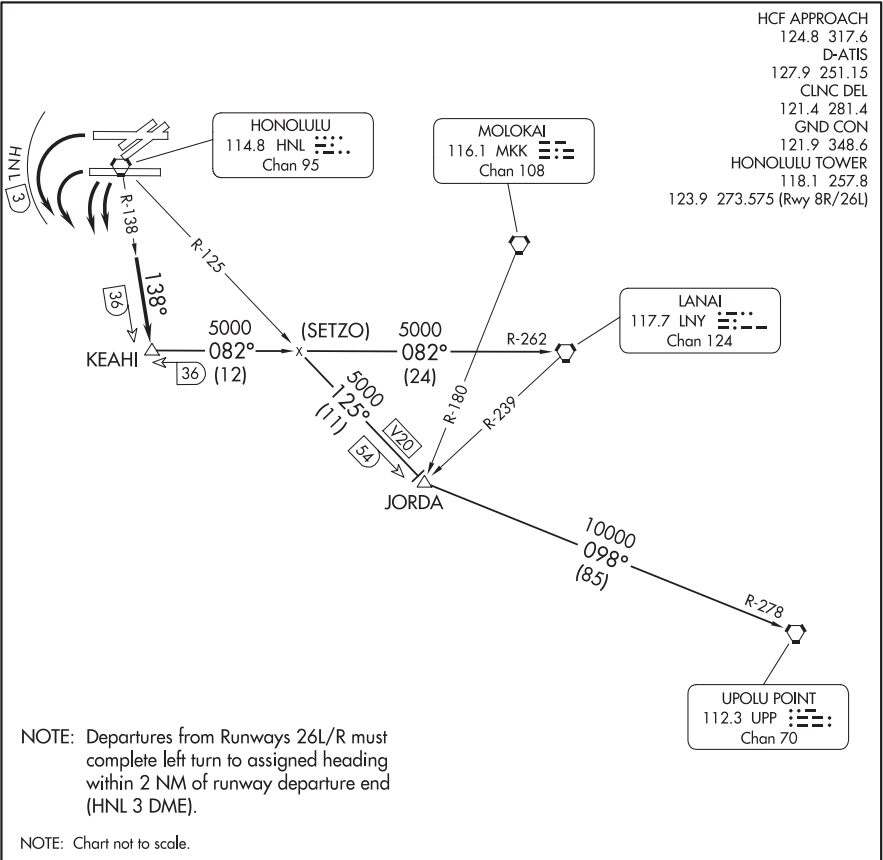 HCF APPROACH
124.8 317.6
D-ATIS
127.9 251.15
CLNC DEL
121.4 281.4
GND CON
121.9 348.6
HONOLULU TOWER
118.1 257.8
123.9 273.575 (Rwy 8R/26L)
HNL 3
HONOLULU
114.8 HNL
Chan 95
MOLOKAI
116.1 MKK
Chan 108
LANAI
117.7 LNY
Chan 124
R-138
R-125
138°
36
KEAHI
5000
082°
(12)
36
(SETZO)
5000
082°
(24)
R-262
5000
125°
(11)
V20
54
R-180
R-239
JORDA
10000
098°
(85)
R-278
UPOLU POINT
112.3 UPP
Chan 70
NOTE: Departures from Runways 26L/R must
complete left turn to assigned heading
within 2 NM of runway departure end
(HNL 3 DME).
NOTE: Chart not to scale.